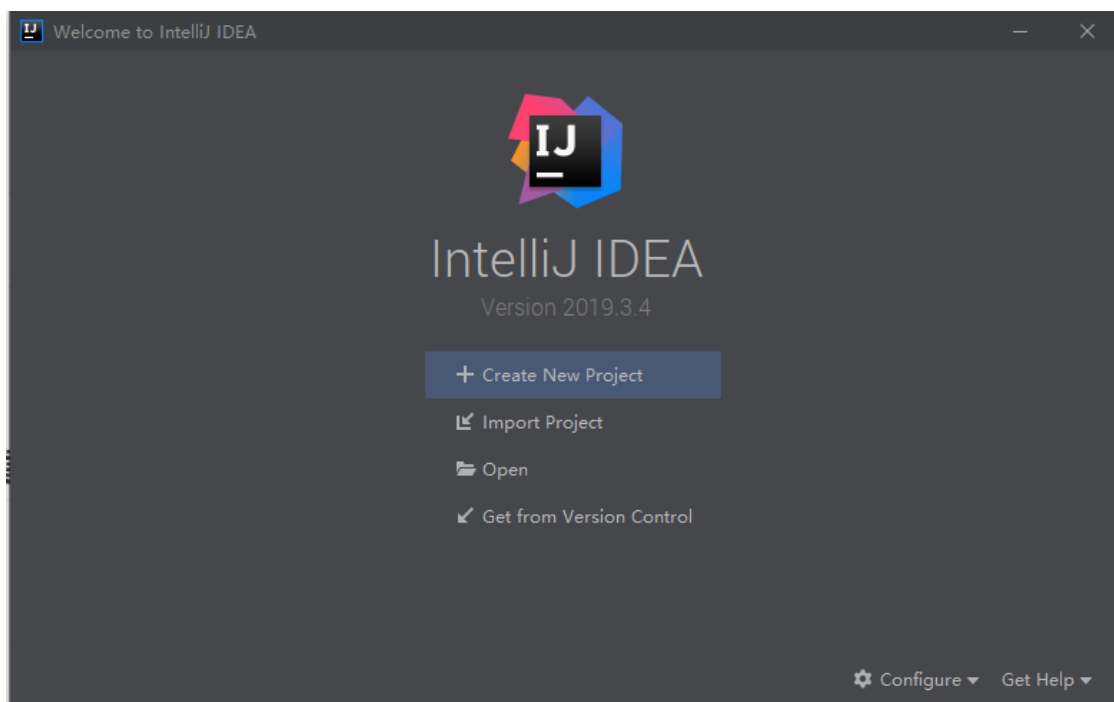 IJ Welcome to IntelliJ IDEA
IJ
IntelliJ IDEA
Version 2019.3.4
Create New Project
Import Project
Open
Get from Version Control
Configure Get Help